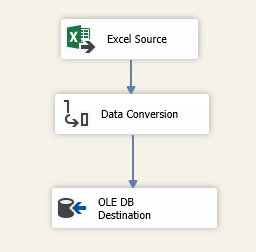 Excel Source
Data Conversion
OLE DB
Destination